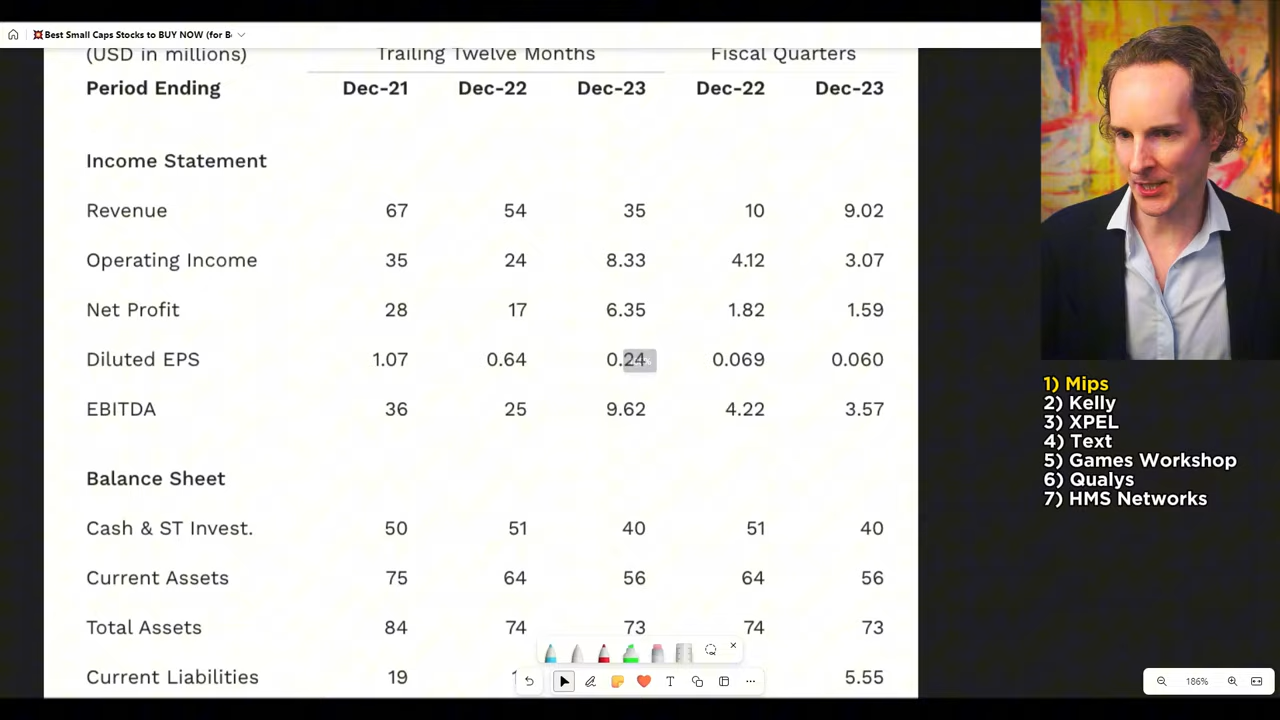 💥Best Small Caps Stocks to BUY NOW (for B
(USD in millions) Trailing Twelve Months Fiscal Quarters
Period Ending Dec-21 Dec-22 Dec-23 Dec-22 Dec-23
Income Statement
Revenue 67 54 35 10 9.02
Operating Income 35 24 8.33 4.12 3.07
Net Profit 28 17 6.35 1.82 1.59
Diluted EPS 1.07 0.64 0.24 0.069 0.060
EBITDA 36 25 9.62 4.22 3.57
Balance Sheet
Cash & ST Invest. 50 51 40 51 40
Current Assets 75 64 56 64 56
Total Assets 84 74 73 74 73
Current Liabilities 19 5.55
1) Mips
2) Kelly
3) XPEL
4) Text
5) Games Workshop
6) Qualys
7) HMS Networks
T
186%